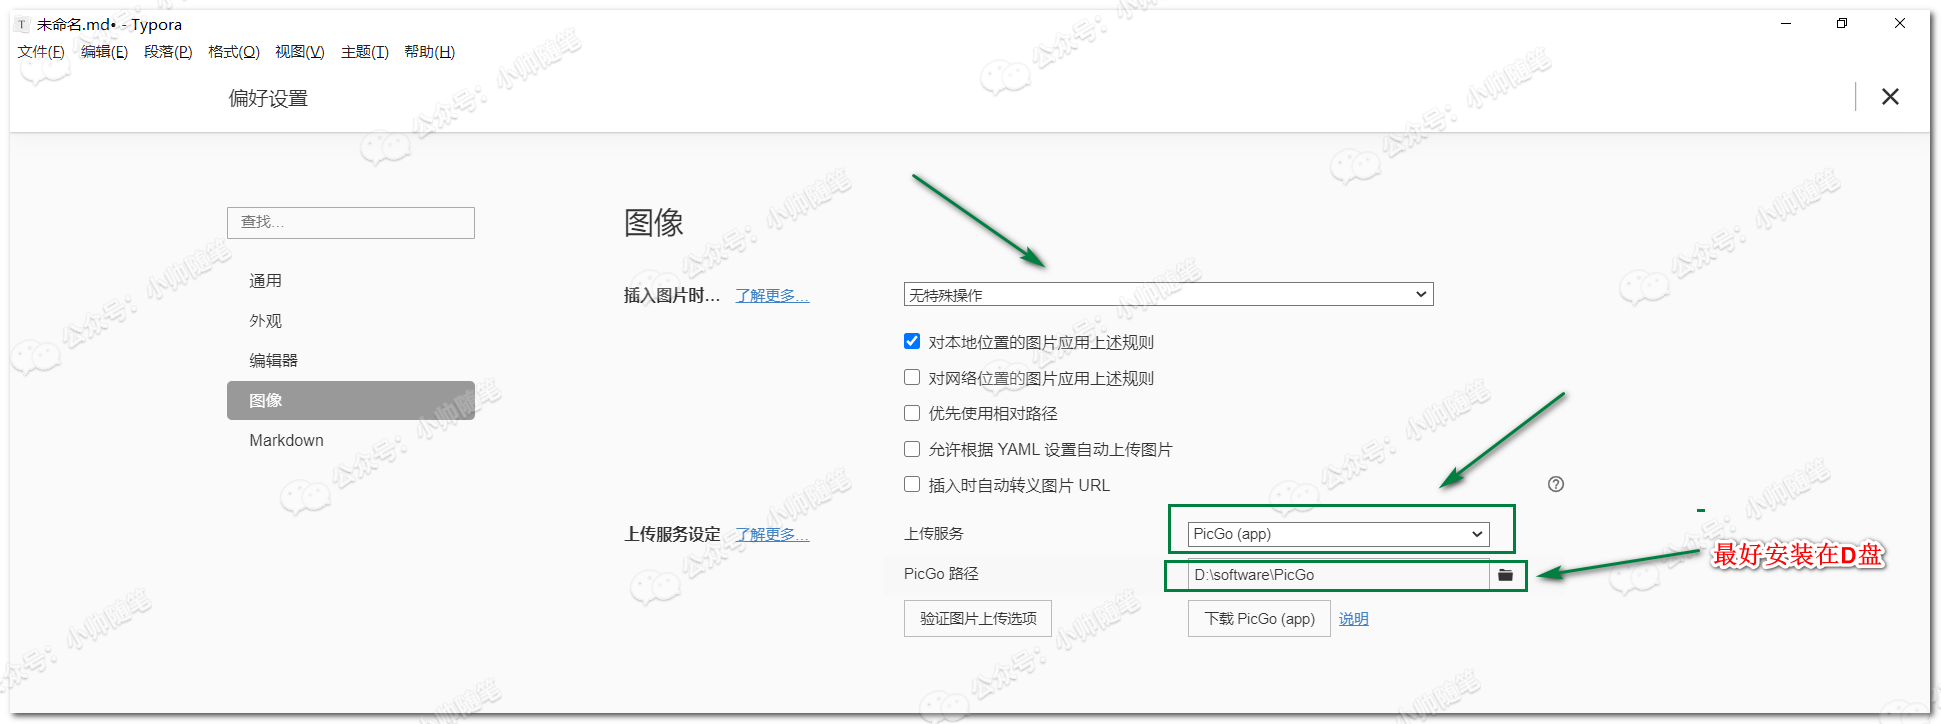 未命名.md• - Typora
文件(F) 编辑(E) 段落(P) 格式(O) 视图(V) 主题(T) 帮助(H)
偏好设置
查找...
通用
外观
编辑器
图像
Markdown
图像
插入图片时... 了解更多...
无特殊操作
对本地位置的图片应用上述规则
对网络位置的图片应用上述规则
优先使用相对路径
允许根据 YAML 设置自动上传图片
插入时自动转义图片 URL
上传服务设定 了解更多...
上传服务 PicGo (app)
PicGo 路径 D:\software\PicGo
最好安装在D盘
验证图片上传选项 下载 PicGo (app) 说明
公众号：小帅随笔